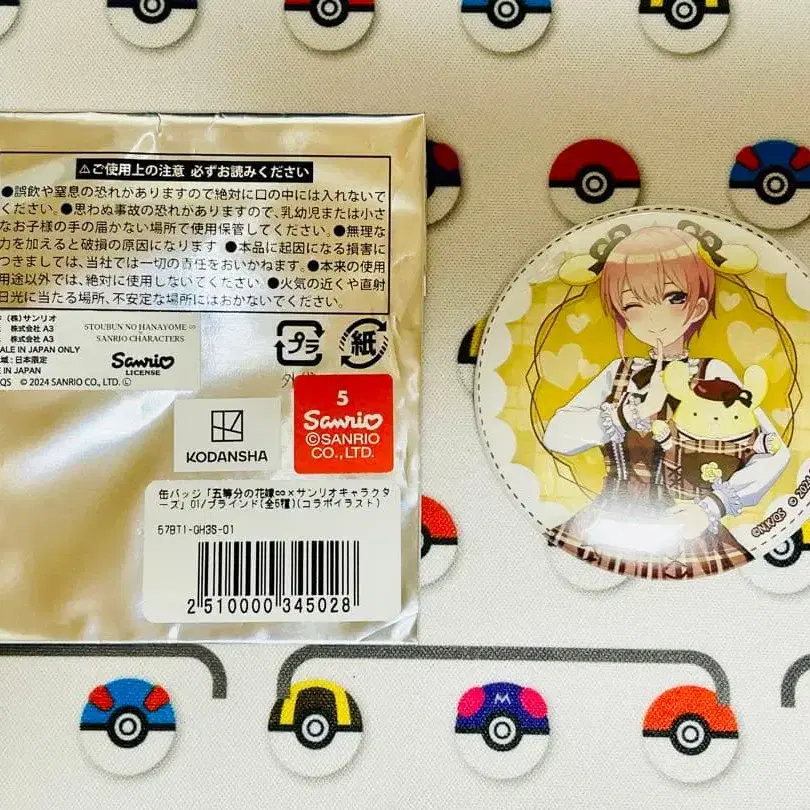 ⚠ご使用上の注意 必ずお読みください
●誤飲や窒息の恐れがありますので絶対に口の中には入れないで
ください。●思わぬ事故の恐れがありますので、乳幼児または小さ
なお子様の手の届かない場所で使用保管してください。●無理な
力を加えると破損の原因になります ●本品に起因になる損害に
つきましては、当社では一切の責任をおいかねます。●本来の使用
用途以外では、絶対に使用しないでください。●火気の近くや直射
日光に当たる場所、不安定な場所にはおかないでください。
(株)サンリオ
株式会社 A3
株式会社 A3
ALE IN JAPAN ONLY
域:日本限定
IN JAPAN
©2024 SANRIO CO., LTD. Ⓛ
5TOUBUN NO HANAYOME ∞
SANRIO CHARACTERS
Sanrio
LICENSE
プラ
紙
KODANSHA
5
Sanrio
©SANRIO
CO., LTD.
缶バッジ「五等分の花嫁∞×サンリオキャラクタ
ーズ」01/ブラインド(全5種)(コラボイラスト)
57BT1-GH3S-01
2 510000 345028
©N,K/QS © 2024
M